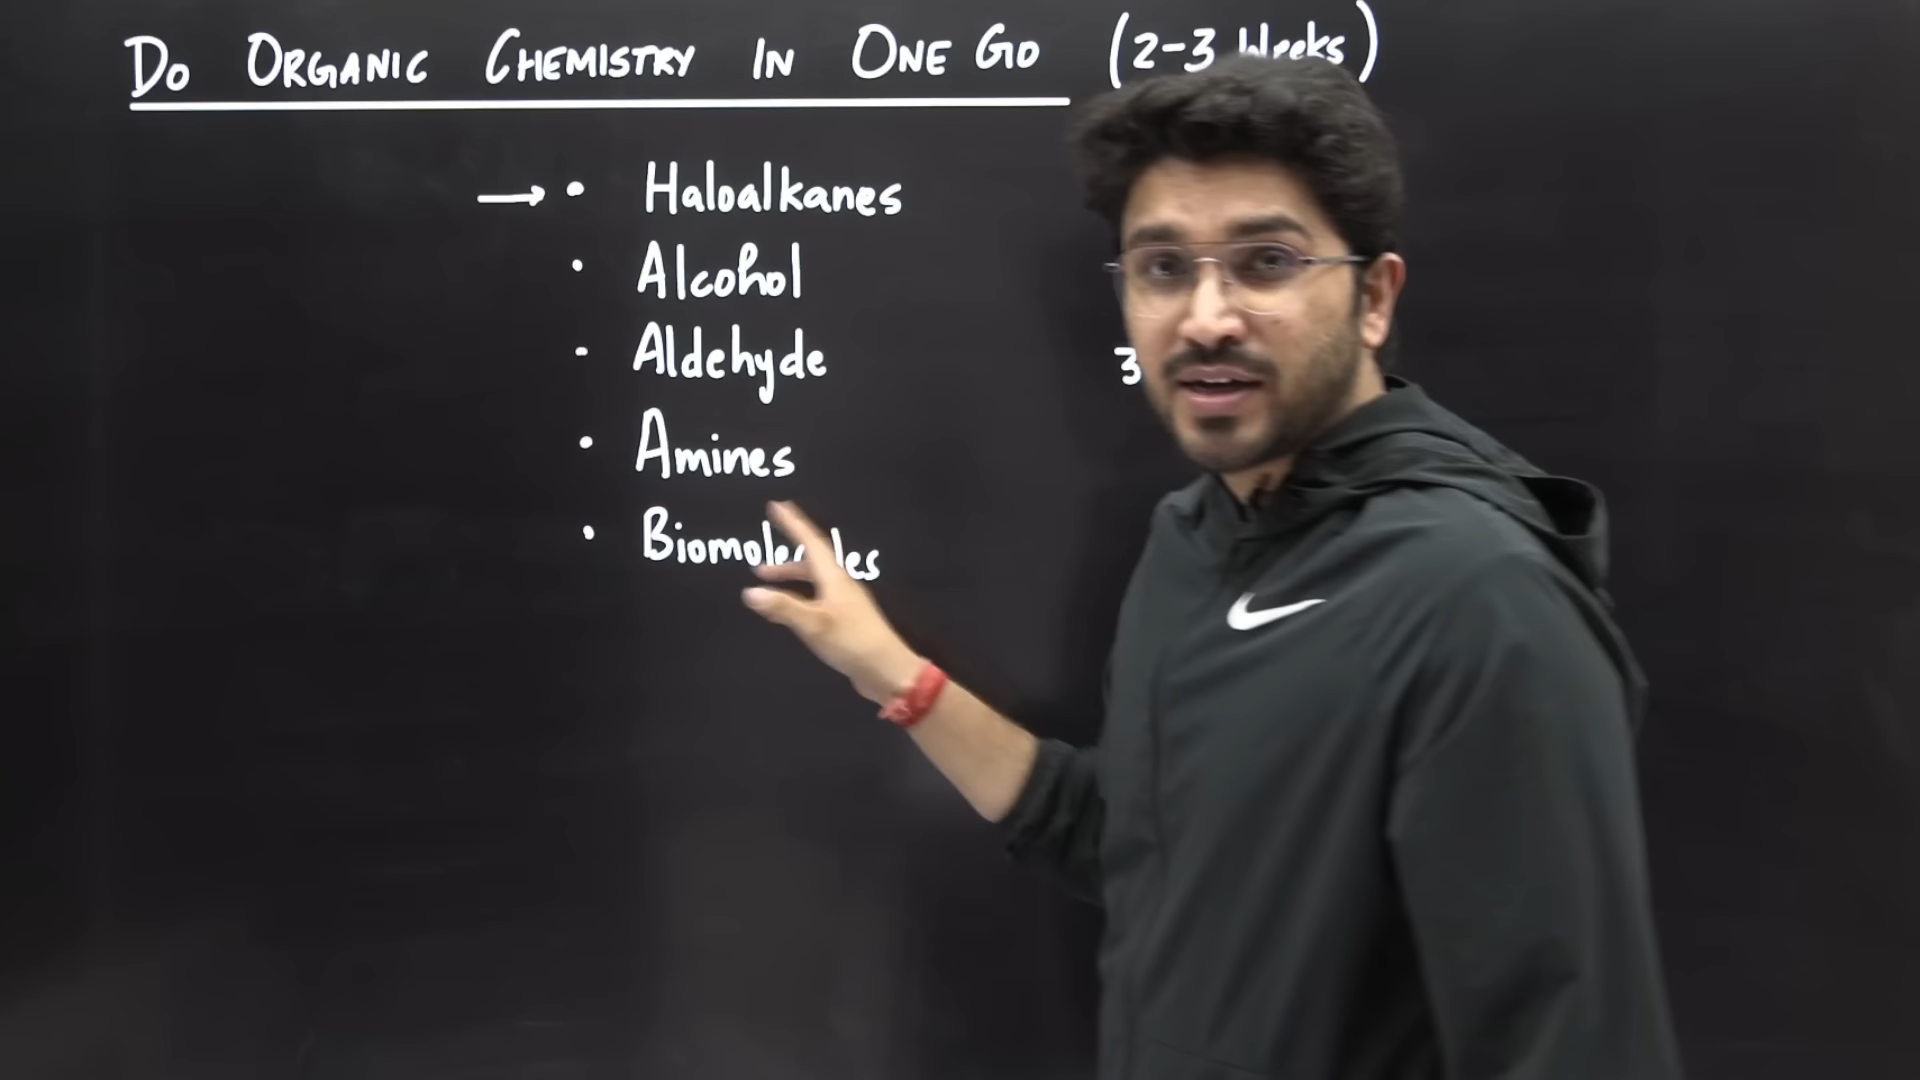 DO ORGANIC CHEMISTRY IN ONE GO (2-3 Weeks)
→ • Haloalkanes
• Alcohol
• Aldehyde
3
• Amines
•